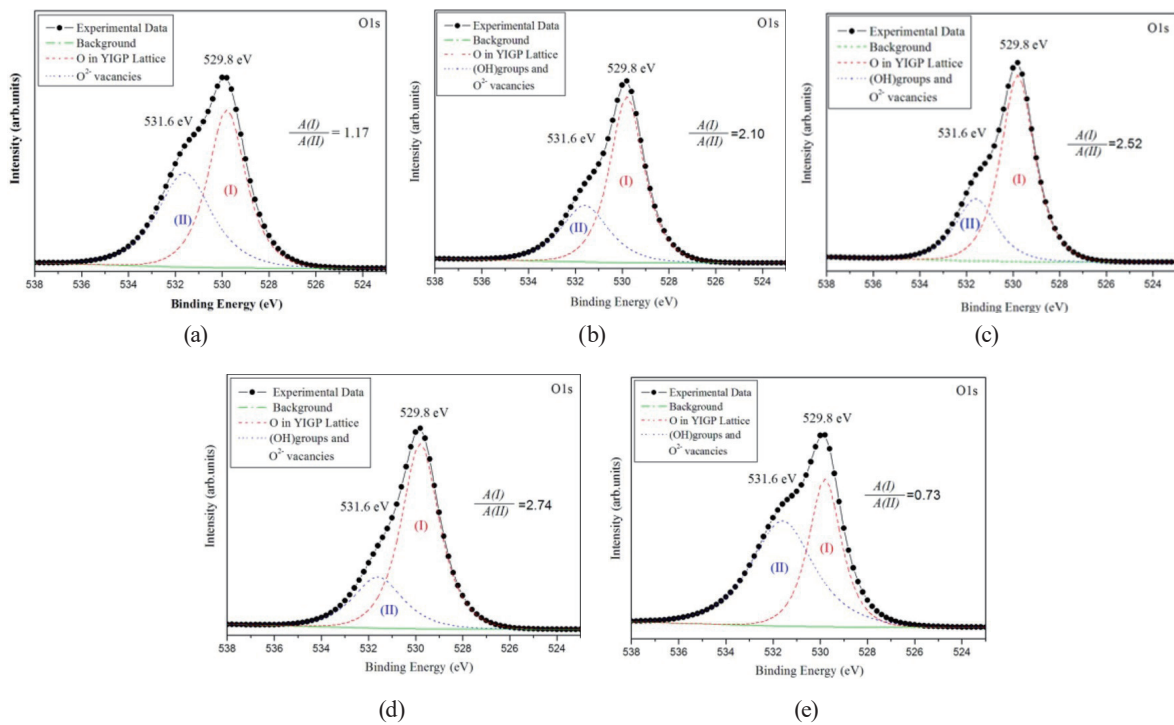 O1s
Experimental Data
Background
O in YIGP Lattice
O²⁻ vacancies
529.8 eV
531.6 eV
A(I)
A(II)
= 1.17
(I)
(II)
Intensity (arb.units)
538 536 534 532 530 528 526 524
Binding Energy (eV)
(a)
O1s
Experimental Data
Background
O in YIGP Lattice
(OH)groups and
O²⁻ vacancies
529.8 eV
531.6 eV
A(I)
A(II)
=2.10
(I)
(II)
Intensity (arb.units)
538 536 534 532 530 528 526 524
Binding Energy (eV)
(b)
O1s
Experimental Data
Background
O in YIGP Lattice
(OH)groups and
O²⁻ vacancies
529.8 eV
531.6 eV
A(I)
A(II)
=2.52
(I)
(II)
Intensity (arb.units)
538 536 534 532 530 528 526 524
Binding Energy (eV)
(c)
O1s
Experimental Data
Background
O in YIGP Lattice
(OH)groups and
O²⁻ vacancies
529.8 eV
531.6 eV
A(I)
A(II)
=2.74
(I)
(II)
Intensity (arb.units)
538 536 534 532 530 528 526 524
Binding Energy (eV)
(d)
O1s
Experimental Data
Background
O in YIGP Lattice
(OH)groups and
O²⁻ vacancies
529.8 eV
531.6 eV
A(I)
A(II)
=0.73
(I)
(II)
Intensity (arb.units)
538 536 534 532 530 528 526 524
Binding Energy (eV)
(e)